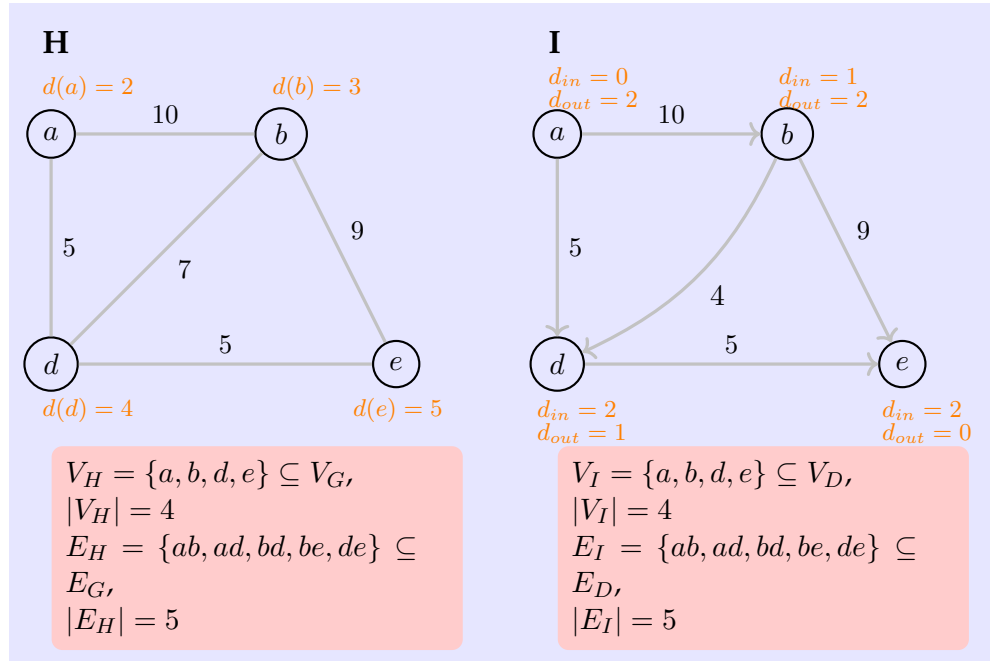 H
d(a) = 2
d(b) = 3
a
10
b
5
7
9
d
5
e
d(d) = 4
d(e) = 5
V_H = {a, b, d, e} ⊆ V_G,
|V_H| = 4
E_H = {ab, ad, bd, be, de} ⊆
E_G,
|E_H| = 5
I
d_in = 0
d_out = 2
d_in = 1
d_out = 2
a
10
b
5
4
9
d
5
e
d_in = 2
d_out = 1
d_in = 2
d_out = 0
V_I = {a, b, d, e} ⊆ V_D,
|V_I| = 4
E_I = {ab, ad, bd, be, de} ⊆
E_D,
|E_I| = 5